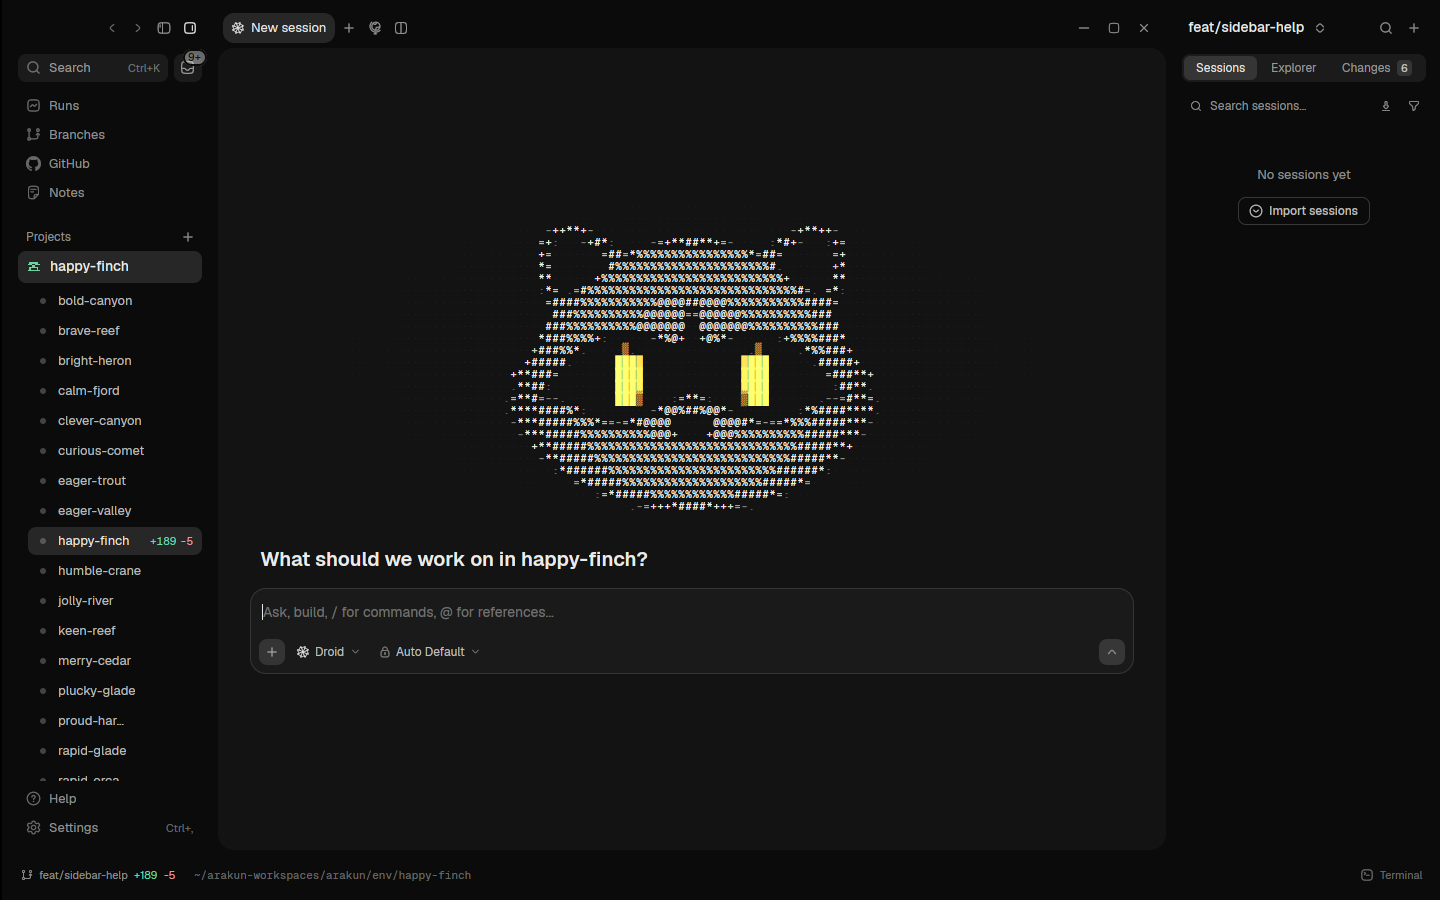 New session
Search Ctrl+K
9+
Runs
Branches
GitHub
Notes
Projects
happy-finch
bold-canyon
brave-reef
bright-heron
calm-fjord
clever-canyon
curious-comet
eager-trout
eager-valley
happy-finch +189 -5
humble-crane
jolly-river
keen-reef
merry-cedar
plucky-glade
proud-har...
rapid-glade
rapid-orca
Help
Settings Ctrl+,
What should we work on in happy-finch?
Ask, build, / for commands, @ for references...
Droid
Auto Default
feat/sidebar-help
Sessions Explorer Changes 6
Search sessions...
No sessions yet
Import sessions
feat/sidebar-help +189 -5 ~/arakun-workspaces/arakun/env/happy-finch
Terminal